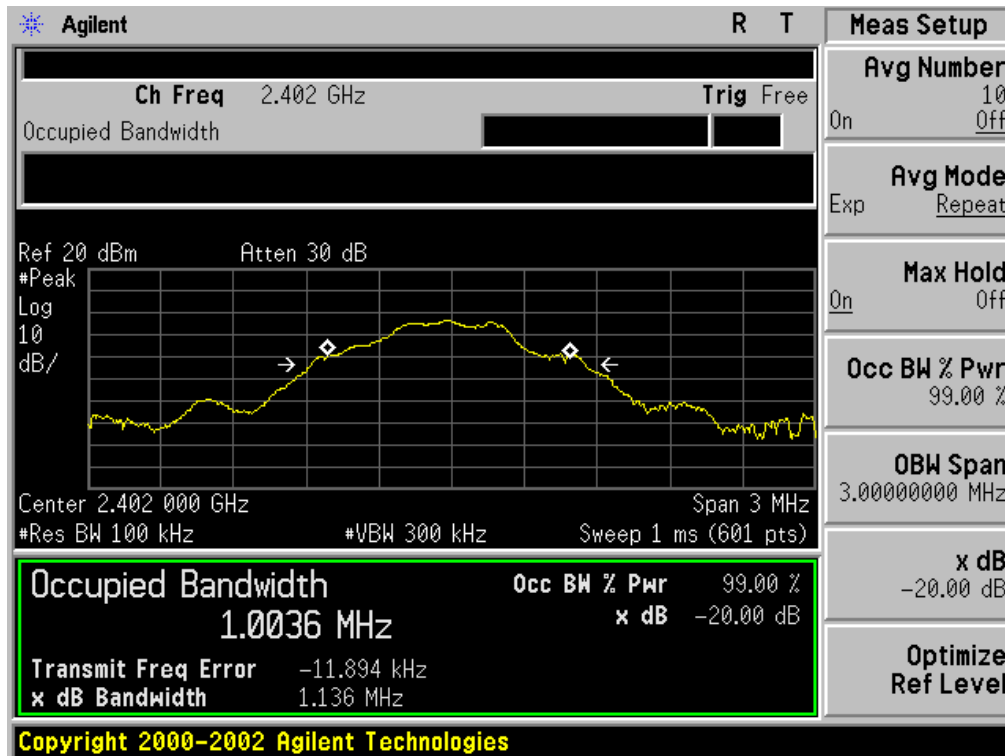 Agilent R T
Ch Freq 2.402 GHz Trig Free
Occupied Bandwidth
Ref 20 dBm Atten 30 dB
#Peak
Log
10
dB/
Center 2.402 000 GHz Span 3 MHz
#Res BW 100 kHz #VBW 300 kHz Sweep 1 ms (601 pts)
Occupied Bandwidth Occ BW % Pwr 99.00 %
1.0036 MHz x dB -20.00 dB
Transmit Freq Error -11.894 kHz
x dB Bandwidth 1.136 MHz
Copyright 2000-2002 Agilent Technologies
Meas Setup
Avg Number
10
On Off
Avg Mode
Exp Repeat
Max Hold
On Off
Occ BW % Pwr
99.00 %
OBW Span
3.00000000 MHz
x dB
-20.00 dB
Optimize
Ref Level